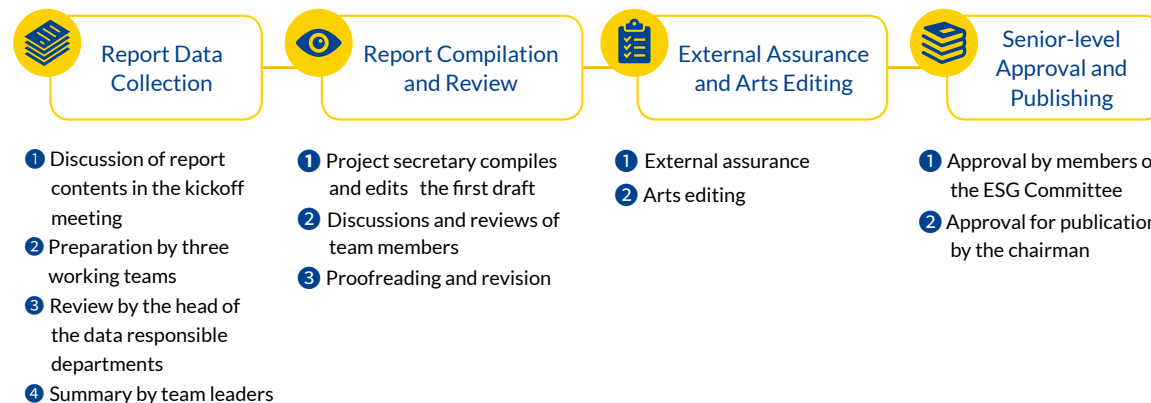 Report Data
Collection
❶ Discussion of report
contents in the kickoff
meeting
❷ Preparation by three
working teams
❸ Review by the head of
the data responsible
departments
❹ Summary by team leaders
Report Compilation
and Review
❶ Project secretary compiles
and edits the first draft
❷ Discussions and reviews of
team members
❸ Proofreading and revision
External Assurance
and Arts Editing
❶ External assurance
❷ Arts editing
Senior-level
Approval and
Publishing
❶ Approval by members
the ESG Committee
❷ Approval for publication
by the chairman